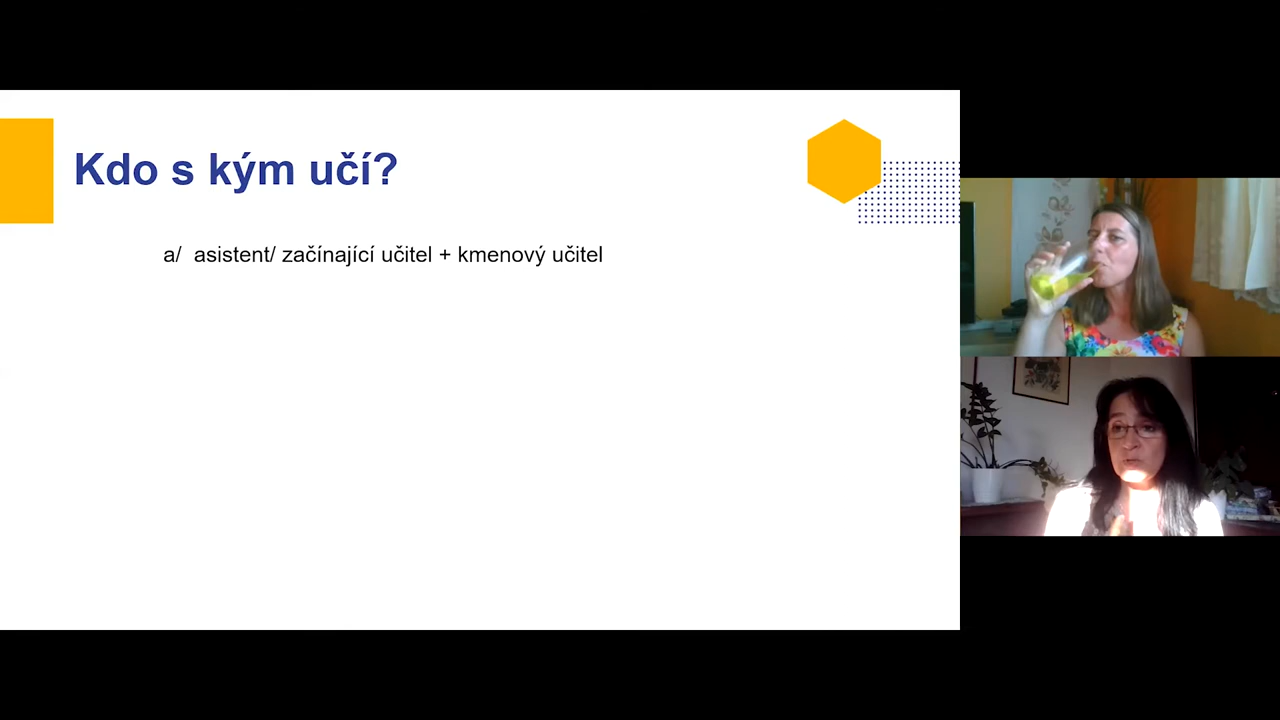 Kdo s kým učí?
a/  asistent/ začínající učitel + kmenový učitel